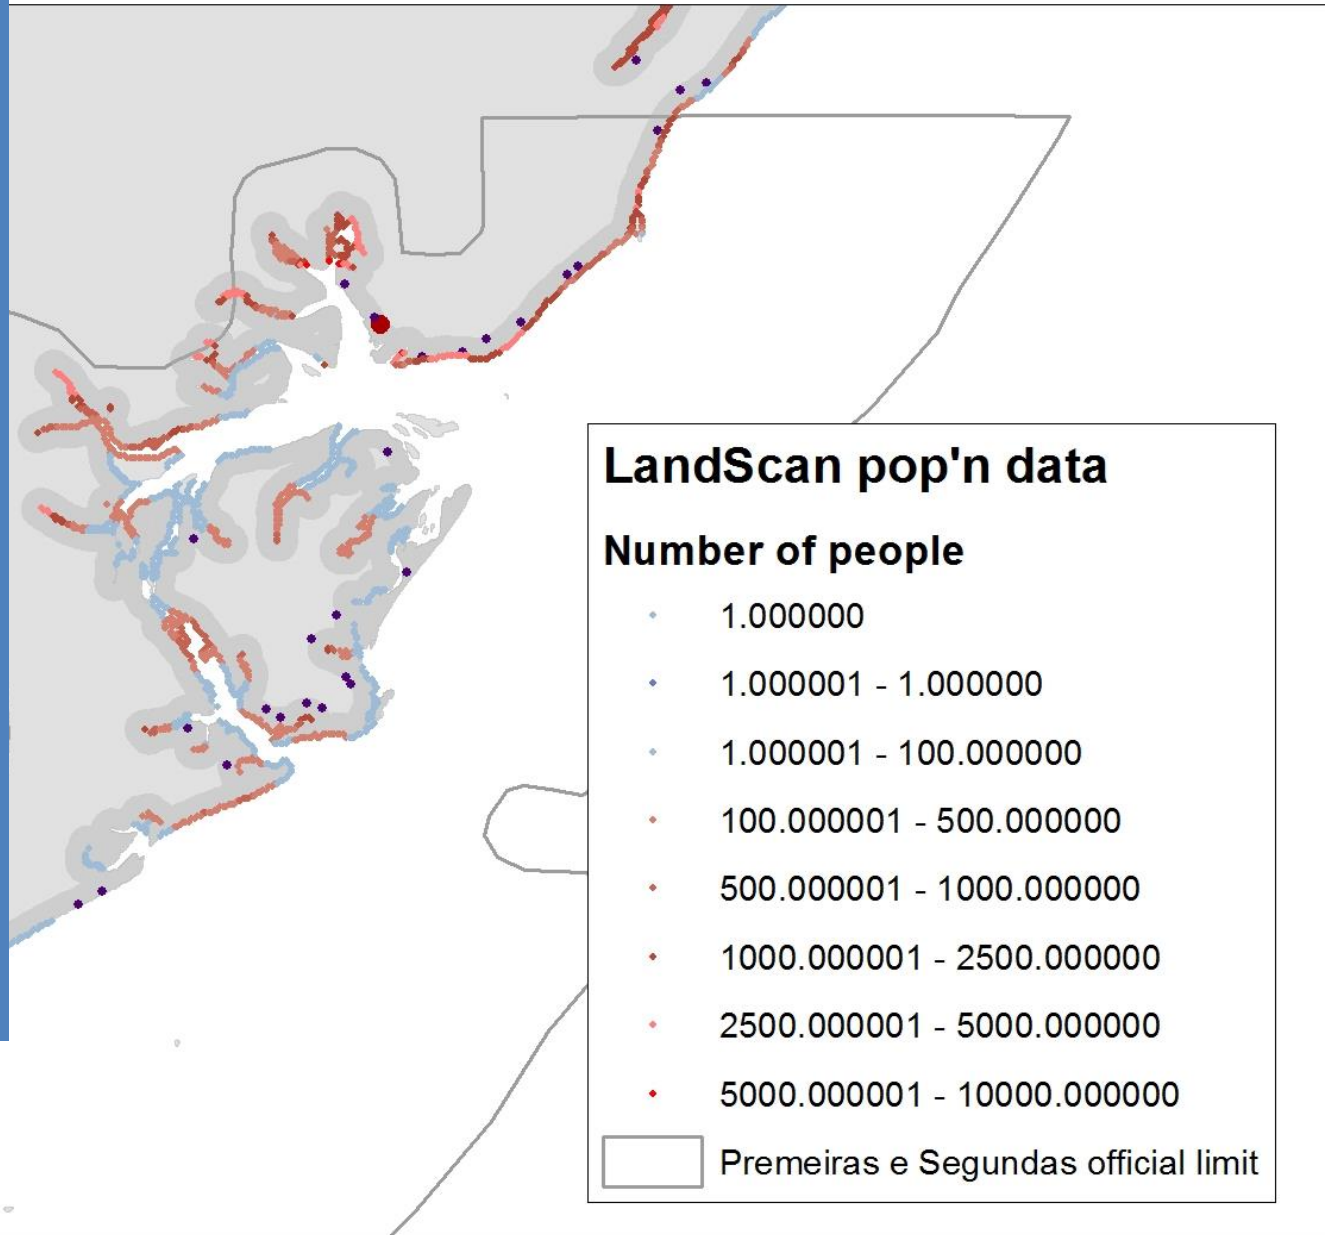 LandScan pop'n data
Number of people
1.000000
1.000001 - 1.000000
1.000001 - 100.000000
100.000001 - 500.000000
500.000001 - 1000.000000
1000.000001 - 2500.000000
2500.000001 - 5000.000000
5000.000001 - 10000.000000
Premeiras e Segundas official limit